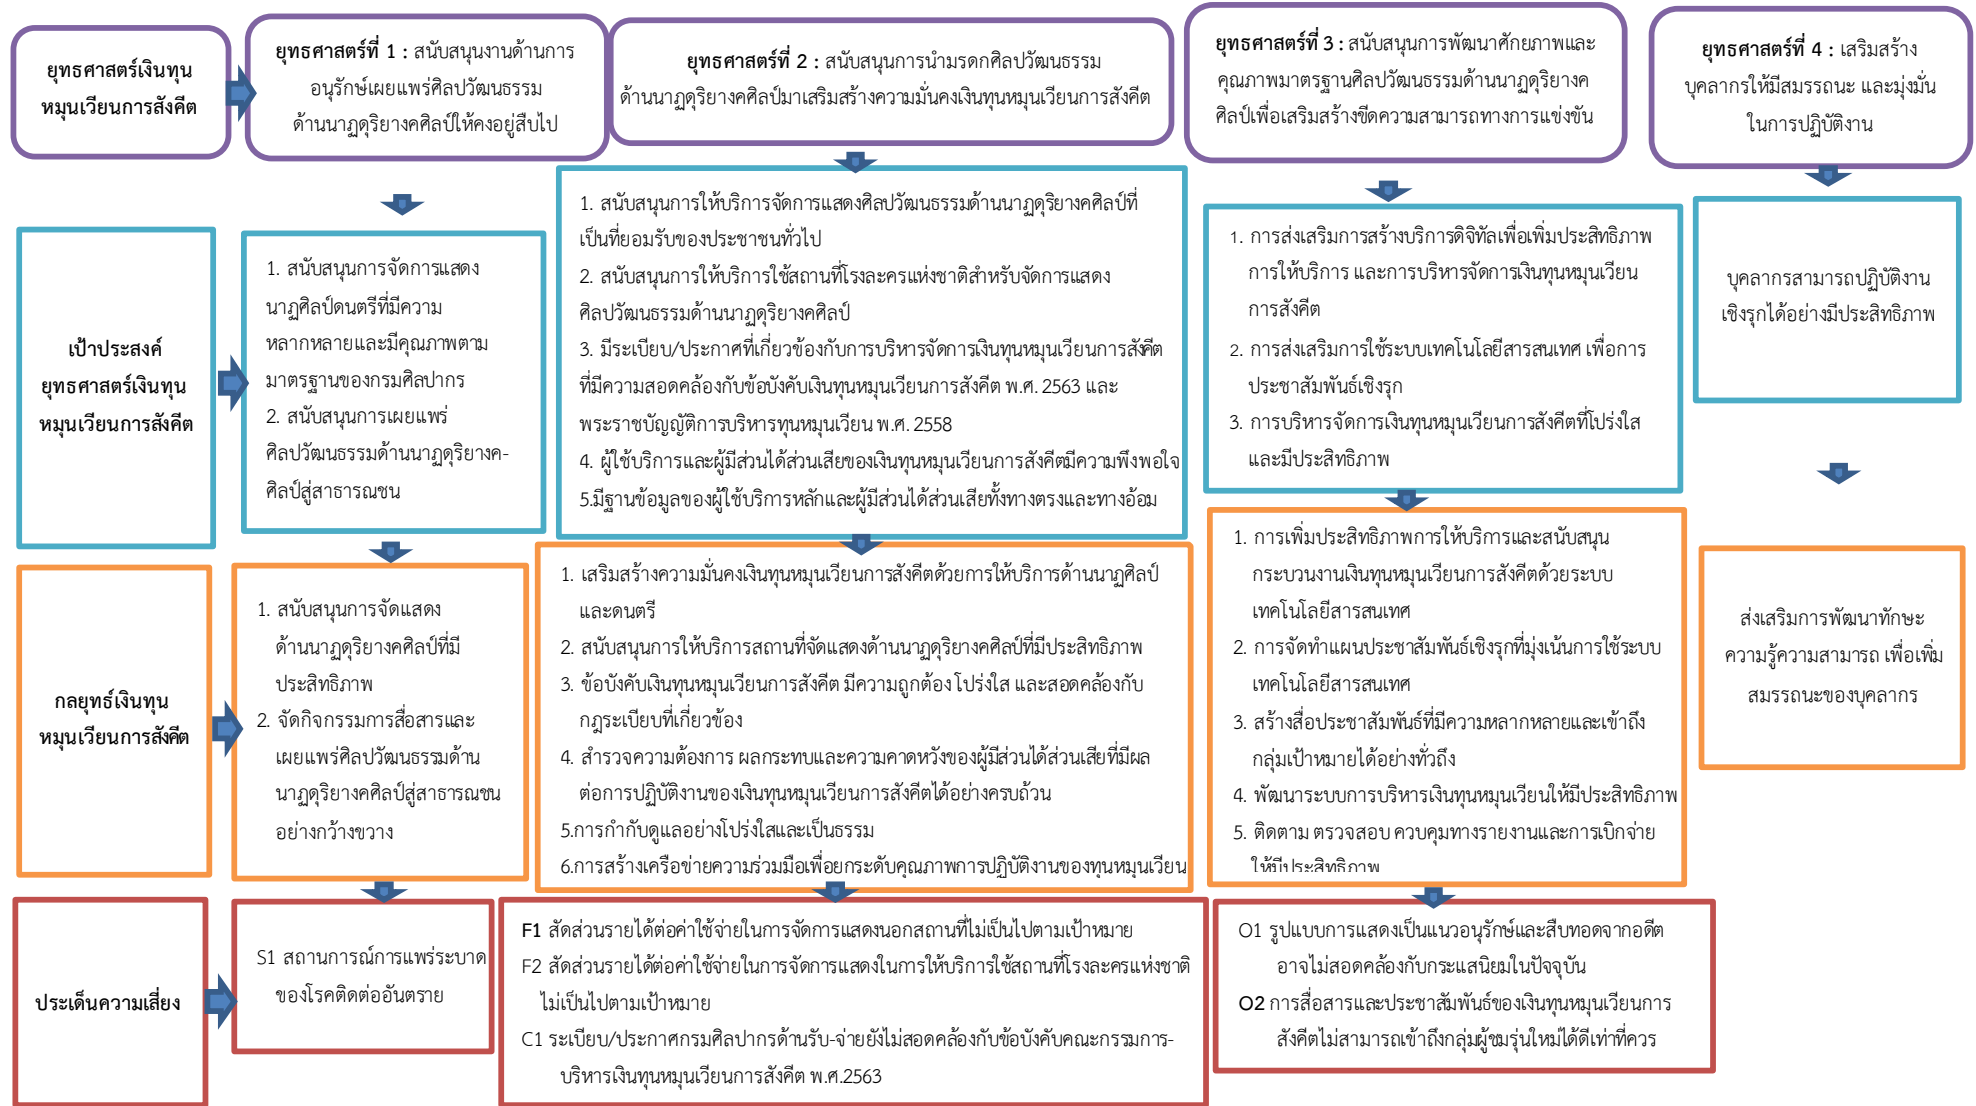 ยุทธศาสตร์เงินทุน
หมุนเวียนการสังคีต
ยุทธศาสตร์ที่ 1 : สนับสนุนงานด้านการ
อนุรักษ์เผยแพร่ศิลปวัฒนธรรม
ด้านนาฏดุริยางคศิลป์ให้คงอยู่สืบไป
ยุทธศาสตร์ที่ 2 : สนับสนุนการนำมรดกศิลปวัฒนธรรม
ด้านนาฏดุริยางคศิลป์มาเสริมสร้างความมั่นคงเงินทุนหมุนเวียนการสังคีต
ยุทธศาสตร์ที่ 3 : สนับสนุนการพัฒนาศักยภาพและ
คุณภาพมาตรฐานศิลปวัฒนธรรมด้านนาฏดุริยางค
ศิลป์เพื่อเสริมสร้างขีดความสามารถทางการแข่งขัน
ยุทธศาสตร์ที่ 4 : เสริมสร้าง
บุคลากรให้มีสมรรถนะ และมุ่งมั่น
ในการปฏิบัติงาน
เป้าประสงค์
ยุทธศาสตร์เงินทุน
หมุนเวียนการสังคีต
1. สนับสนุนการจัดการแสดง
นาฏศิลป์ดนตรีที่มีความ
หลากหลายและมีคุณภาพตาม
มาตรฐานของกรมศิลปากร
2. สนับสนุนการเผยแพร่
ศิลปวัฒนธรรมด้านนาฏดุริยางค-
ศิลป์สู่สาธารณชน
1. สนับสนุนการให้บริการจัดการแสดงศิลปวัฒนธรรมด้านนาฏดุริยางคศิลป์ที่
เป็นที่ยอมรับของประชาชนทั่วไป
2. สนับสนุนการให้บริการใช้สถานที่โรงละครแห่งชาติสำหรับจัดการแสดง
ศิลปวัฒนธรรมด้านนาฏดุริยางคศิลป์
3. มีระเบียบ/ประกาศที่เกี่ยวข้องกับการบริหารจัดการเงินทุนหมุนเวียนการสังคีต
ที่มีความสอดคล้องกับข้อบังคับเงินทุนหมุนเวียนการสังคีต พ.ศ. 2563 และ
พระราชบัญญัติการบริหารทุนหมุนเวียน พ.ศ. 2558
4. ผู้ใช้บริการและผู้มีส่วนได้ส่วนเสียของเงินทุนหมุนเวียนการสังคีตมีความพึงพอใจ
5.มีฐานข้อมูลของผู้ใช้บริการหลักและผู้มีส่วนได้ส่วนเสียทั้งทางตรงและทางอ้อม
1. การส่งเสริมการสร้างบริการดิจิทัลเพื่อเพิ่มประสิทธิภาพ
การให้บริการ และการบริหารจัดการเงินทุนหมุนเวียน
การสังคีต
2. การส่งเสริมการใช้ระบบเทคโนโลยีสารสนเทศ เพื่อการ
ประชาสัมพันธ์เชิงรุก
3. การบริหารจัดการเงินทุนหมุนเวียนการสังคีตที่โปร่งใส
และมีประสิทธิภาพ
บุคลากรสามารถปฏิบัติงาน
เชิงรุกได้อย่างมีประสิทธิภาพ
กลยุทธ์เงินทุน
หมุนเวียนการสังคีต
1. สนับสนุนการจัดแสดง
ด้านนาฏดุริยางคศิลป์ที่มี
ประสิทธิภาพ
2. จัดกิจกรรมการสื่อสารและ
เผยแพร่ศิลปวัฒนธรรมด้าน
นาฏดุริยางคศิลป์สู่สาธารณชน
อย่างกว้างขวาง
1. เสริมสร้างความมั่นคงเงินทุนหมุนเวียนการสังคีตด้วยการให้บริการด้านนาฏศิลป์
และดนตรี
2. สนับสนุนการให้บริการสถานที่จัดแสดงด้านนาฏดุริยางคศิลป์ที่มีประสิทธิภาพ
3. ข้อบังคับเงินทุนหมุนเวียนการสังคีต มีความถูกต้อง โปร่งใส และสอดคล้องกับ
กฎระเบียบที่เกี่ยวข้อง
4. สำรวจความต้องการ ผลกระทบและความคาดหวังของผู้มีส่วนได้ส่วนเสียที่มีผล
ต่อการปฏิบัติงานของเงินทุนหมุนเวียนการสังคีตได้อย่างครบถ้วน
5.การกำกับดูแลอย่างโปร่งใสและเป็นธรรม
6.การสร้างเครือข่ายความร่วมมือเพื่อยกระดับคุณภาพการปฏิบัติงานของทุนหมุนเวียน
1. การเพิ่มประสิทธิภาพการให้บริการและสนับสนุน
กระบวนงานเงินทุนหมุนเวียนการสังคีตด้วยระบบ
เทคโนโลยีสารสนเทศ
2. การจัดทำแผนประชาสัมพันธ์เชิงรุกที่มุ่งเน้นการใช้ระบบ
เทคโนโลยีสารสนเทศ
3. สร้างสื่อประชาสัมพันธ์ที่มีความหลากหลายและเข้าถึง
กลุ่มเป้าหมายได้อย่างทั่วถึง
4. พัฒนาระบบการบริหารเงินทุนหมุนเวียนให้มีประสิทธิภาพ
5. ติดตาม ตรวจสอบ ควบคุมทางรายงานและการเบิกจ่าย
ให้มีประสิทธิภาพ
ส่งเสริมการพัฒนาทักษะ
ความรู้ความสามารถ เพื่อเพิ่ม
สมรรถนะของบุคลากร
ประเด็นความเสี่ยง
S1 สถานการณ์การแพร่ระบาด
ของโรคติดต่ออันตราย
F1 สัดส่วนรายได้ต่อค่าใช้จ่ายในการจัดการแสดงนอกสถานที่ไม่เป็นไปตามเป้าหมาย
F2 สัดส่วนรายได้ต่อค่าใช้จ่ายในการจัดการแสดงในการให้บริการใช้สถานที่โรงละครแห่งชาติ
ไม่เป็นไปตามเป้าหมาย
C1 ระเบียบ/ประกาศกรมศิลปากรด้านรับ-จ่ายยังไม่สอดคล้องกับข้อบังคับคณะกรรมการ-
บริหารเงินทุนหมุนเวียนการสังคีต พ.ศ.2563
O1 รูปแบบการแสดงเป็นแนวอนุรักษ์และสืบทอดจากอดีต
อาจไม่สอดคล้องกับกระแสนิยมในปัจจุบัน
O2 การสื่อสารและประชาสัมพันธ์ของเงินทุนหมุนเวียนการ
สังคีตไม่สามารถเข้าถึงกลุ่มผู้ชมรุ่นใหม่ได้ดีเท่าที่ควร